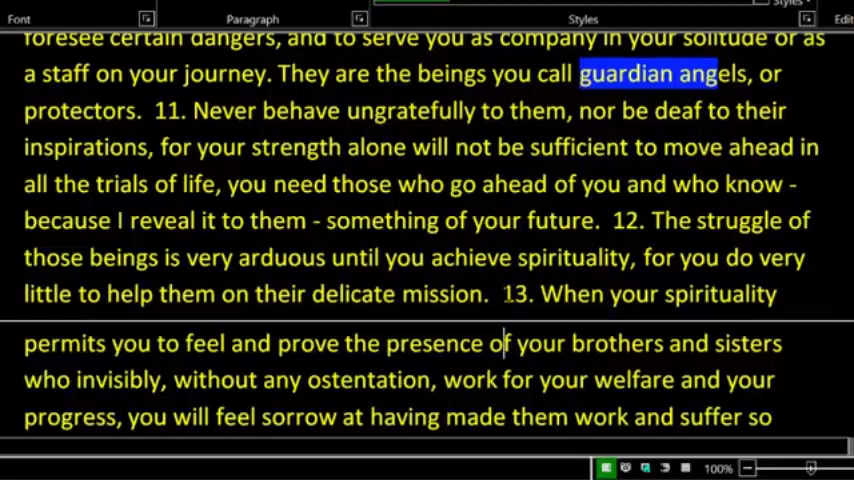 Styles
Font
Paragraph
Styles
Edit
foresee certain dangers, and to serve you as company in your solitude or as
a staff on your journey. They are the beings you call guardian angels, or
protectors. 11. Never behave ungratefully to them, nor be deaf to their
inspirations, for your strength alone will not be sufficient to move ahead in
all the trials of life, you need those who go ahead of you and who know -
because I reveal it to them - something of your future. 12. The struggle of
those beings is very arduous until you achieve spirituality, for you do very
little to help them on their delicate mission. 13. When your spirituality
permits you to feel and prove the presence of your brothers and sisters
who invisibly, without any ostentation, work for your welfare and your
progress, you will feel sorrow at having made them work and suffer so
100%